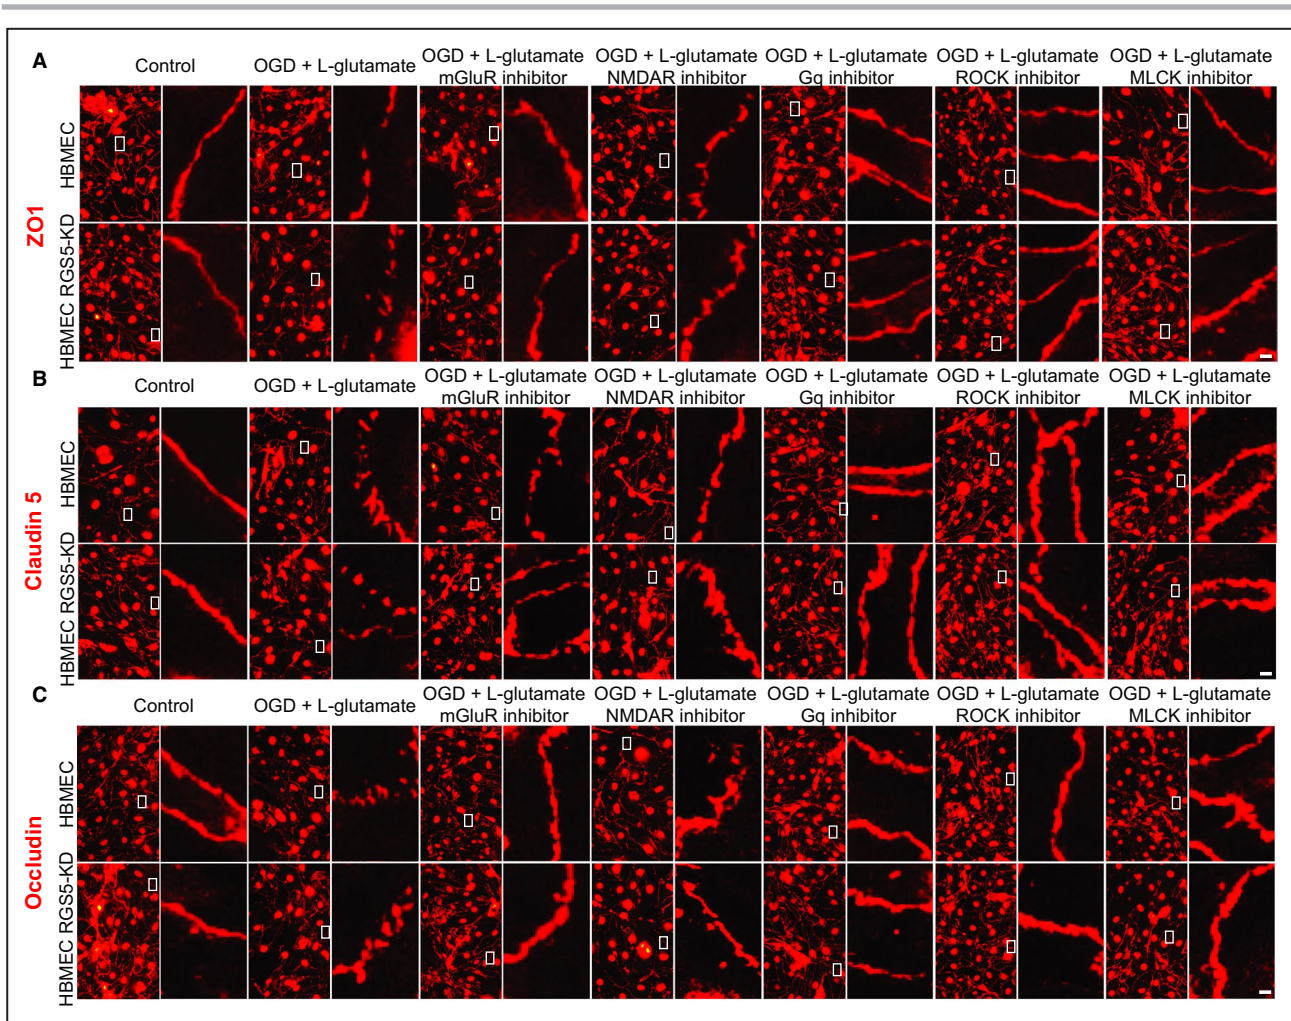 A
Control
OGD + L-glutamate
OGD + L-glutamate
mGluR inhibitor
OGD + L-glutamate
NMDAR inhibitor
OGD + L-glutamate
Gq inhibitor
OGD + L-glutamate
ROCK inhibitor
OGD + L-glutamate
MLCK inhibitor
ZO1
HBMEC
HBMEC RGS5-KD
B
Control
OGD + L-glutamate
OGD + L-glutamate
mGluR inhibitor
OGD + L-glutamate
NMDAR inhibitor
OGD + L-glutamate
Gq inhibitor
OGD + L-glutamate
ROCK inhibitor
OGD + L-glutamate
MLCK inhibitor
Claudin 5
HBMEC
HBMEC RGS5-KD
C
Control
OGD + L-glutamate
OGD + L-glutamate
mGluR inhibitor
OGD + L-glutamate
NMDAR inhibitor
OGD + L-glutamate
Gq inhibitor
OGD + L-glutamate
ROCK inhibitor
OGD + L-glutamate
MLCK inhibitor
Occludin
HBMEC
HBMEC RGS5-KD